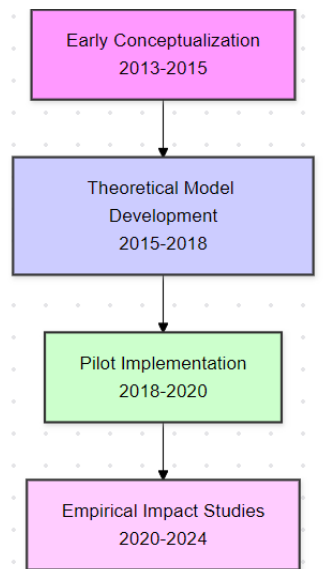 Early Conceptualization
2013-2015
Theoretical Model
Development
2015-2018
Pilot Implementation
2018-2020
Empirical Impact Studies
2020-2024